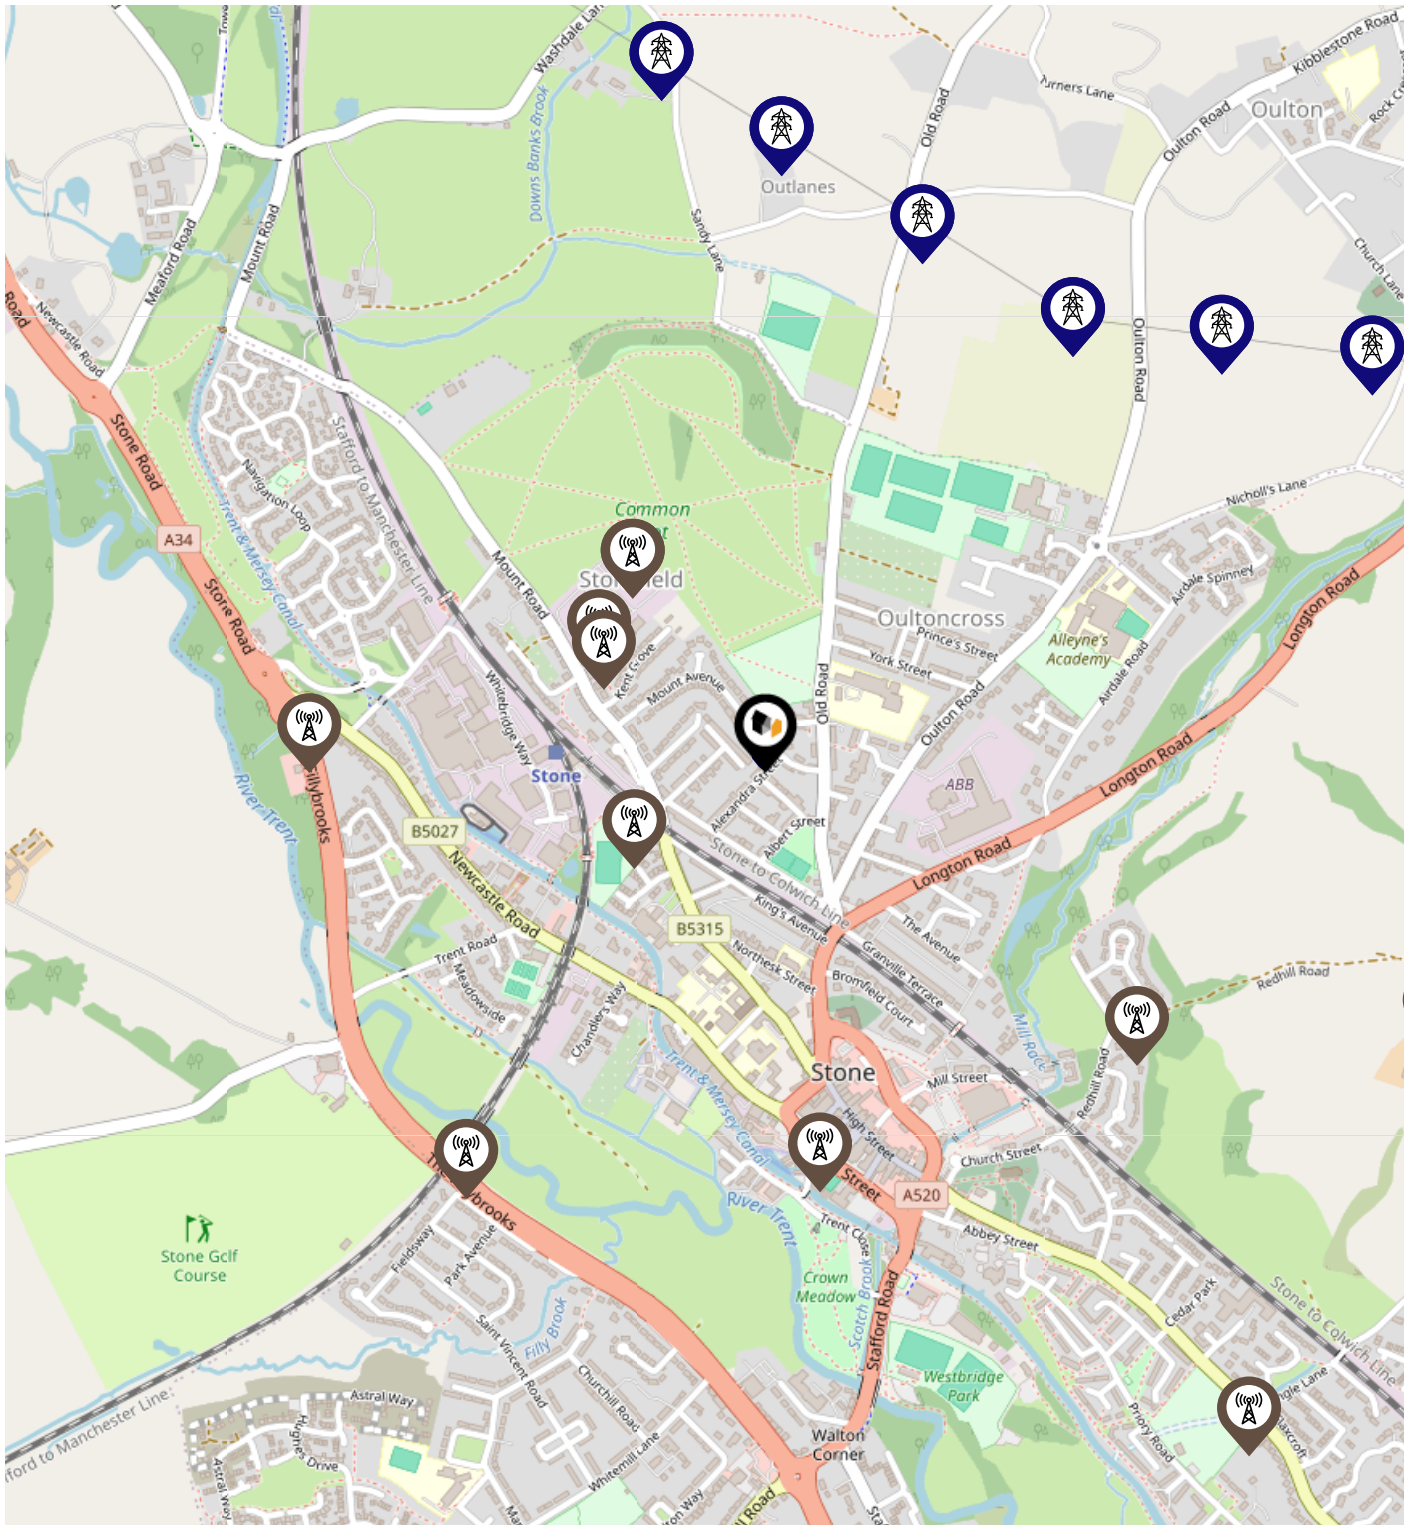 Washdale Lane
Kibblestone Road
Oulton
Rock Cre
Turners Lane
Oulton Road
Old Road
Downs Banks Brook
Outlanes
Mount Road
Meaford Road
Sandy Lane
Church Lane
Road
Newcastle Road
Oulton Road
Stone Road
Stafford to Manchester Line
Navigation Loop
Nicholl's Lane
Common
A34
Trent & Mersey Canal
Mount Road
Airdale Spinney
Longton Road
Stone Road
Oultoncross
Prince's Street
Alleyne's
Academy
York Street
Airdale Road
Kent Grove
Mount Avenue
Old Road
Whitebridge Way
Oulton Road
Longton Road
Stone
ABB
Alexandra Street
River Trent
Fillybrooks
B5027
Albert Street
Stone to Colwich Line
Longton Road
Newcastle Road
King's Avenue
The Avenue
B5315
Trent Road
Northesk Street
Granville Terrace
Meadowside
Bromfield Court
Redhill Road
Chandler's Way
Mill Race
Stone
Mill Street
Redhill Road
Trent & Mersey Canal
High Street
Church Street
Street
A520
River Trent
Trent Close
Abbey Street
Stone Golf
Course
Fieldsway
Park Avenue
Crown
Meadow
Scotch Brook
Stafford Road
Cedar Park
Stone to Colwich Line
Filly Brook
Saint Vincent Road
Westbridge
Park
Churchill Road
Astral Way
Hughes Drive
Priory Road
Walton
Corner
Whitemill Lane
Astral Way